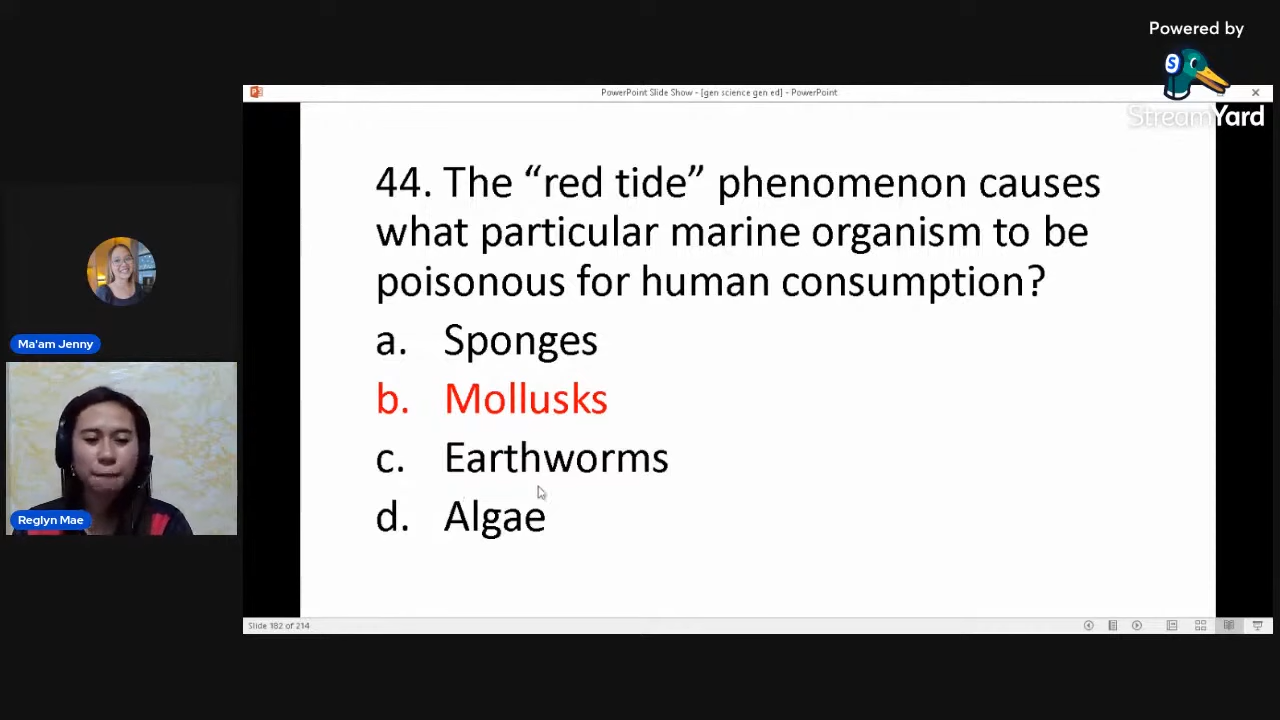 Powered by
S
StreamYard
PowerPoint Slide Show - [gen science gen ed] - PowerPoint
44. The “red tide” phenomenon causes
what particular marine organism to be
poisonous for human consumption?
a. Sponges
b. Mollusks
c. Earthworms
d. Algae
Ma'am Jenny
Reglyn Mae
Slide 182 of 214